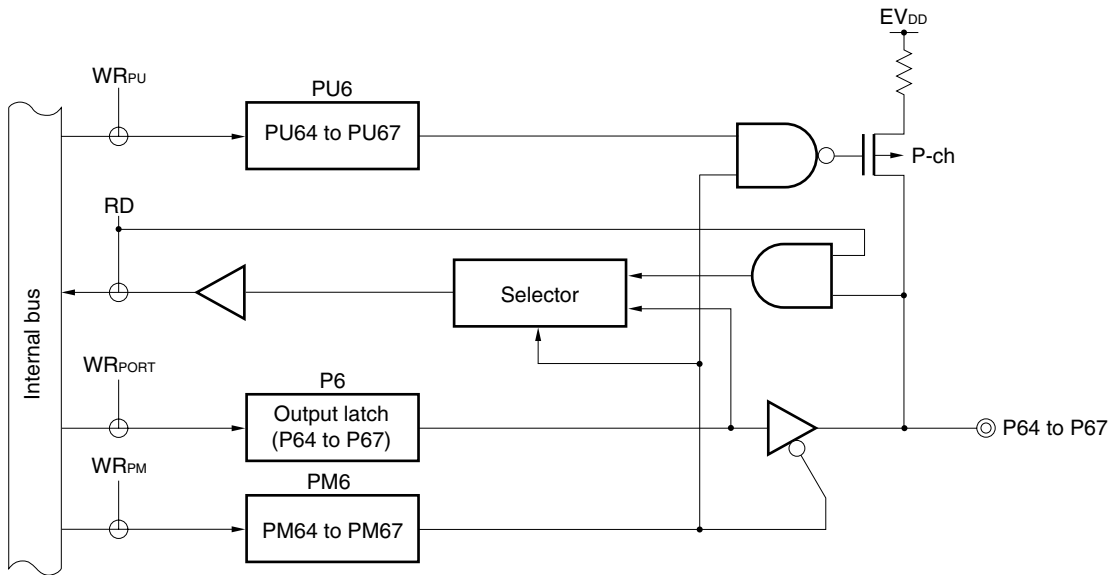 EVDD
WRPU
PU6
PU64 to PU67
P-ch
RD
Selector
Internal bus
WRPORT
P6
Output latch
(P64 to P67)
P64 to P67
WRPM
PM6
PM64 to PM67